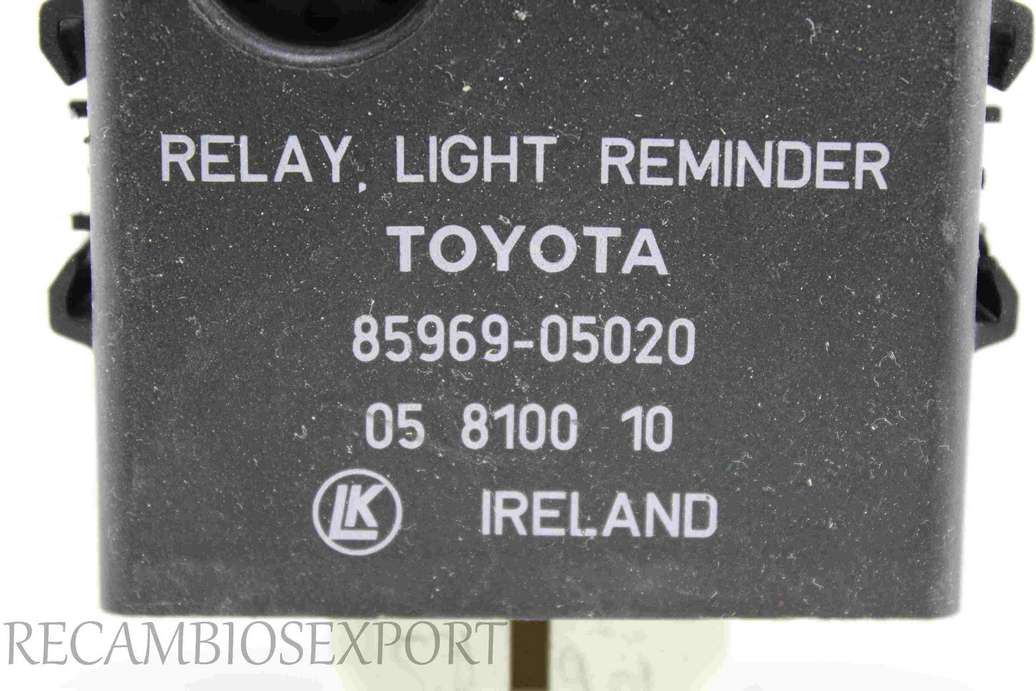 RELAY, LIGHT REMINDER
TOYOTA
85969-05020
05 8100 10
LK IRELAND
RECAMBIOSEXPORT